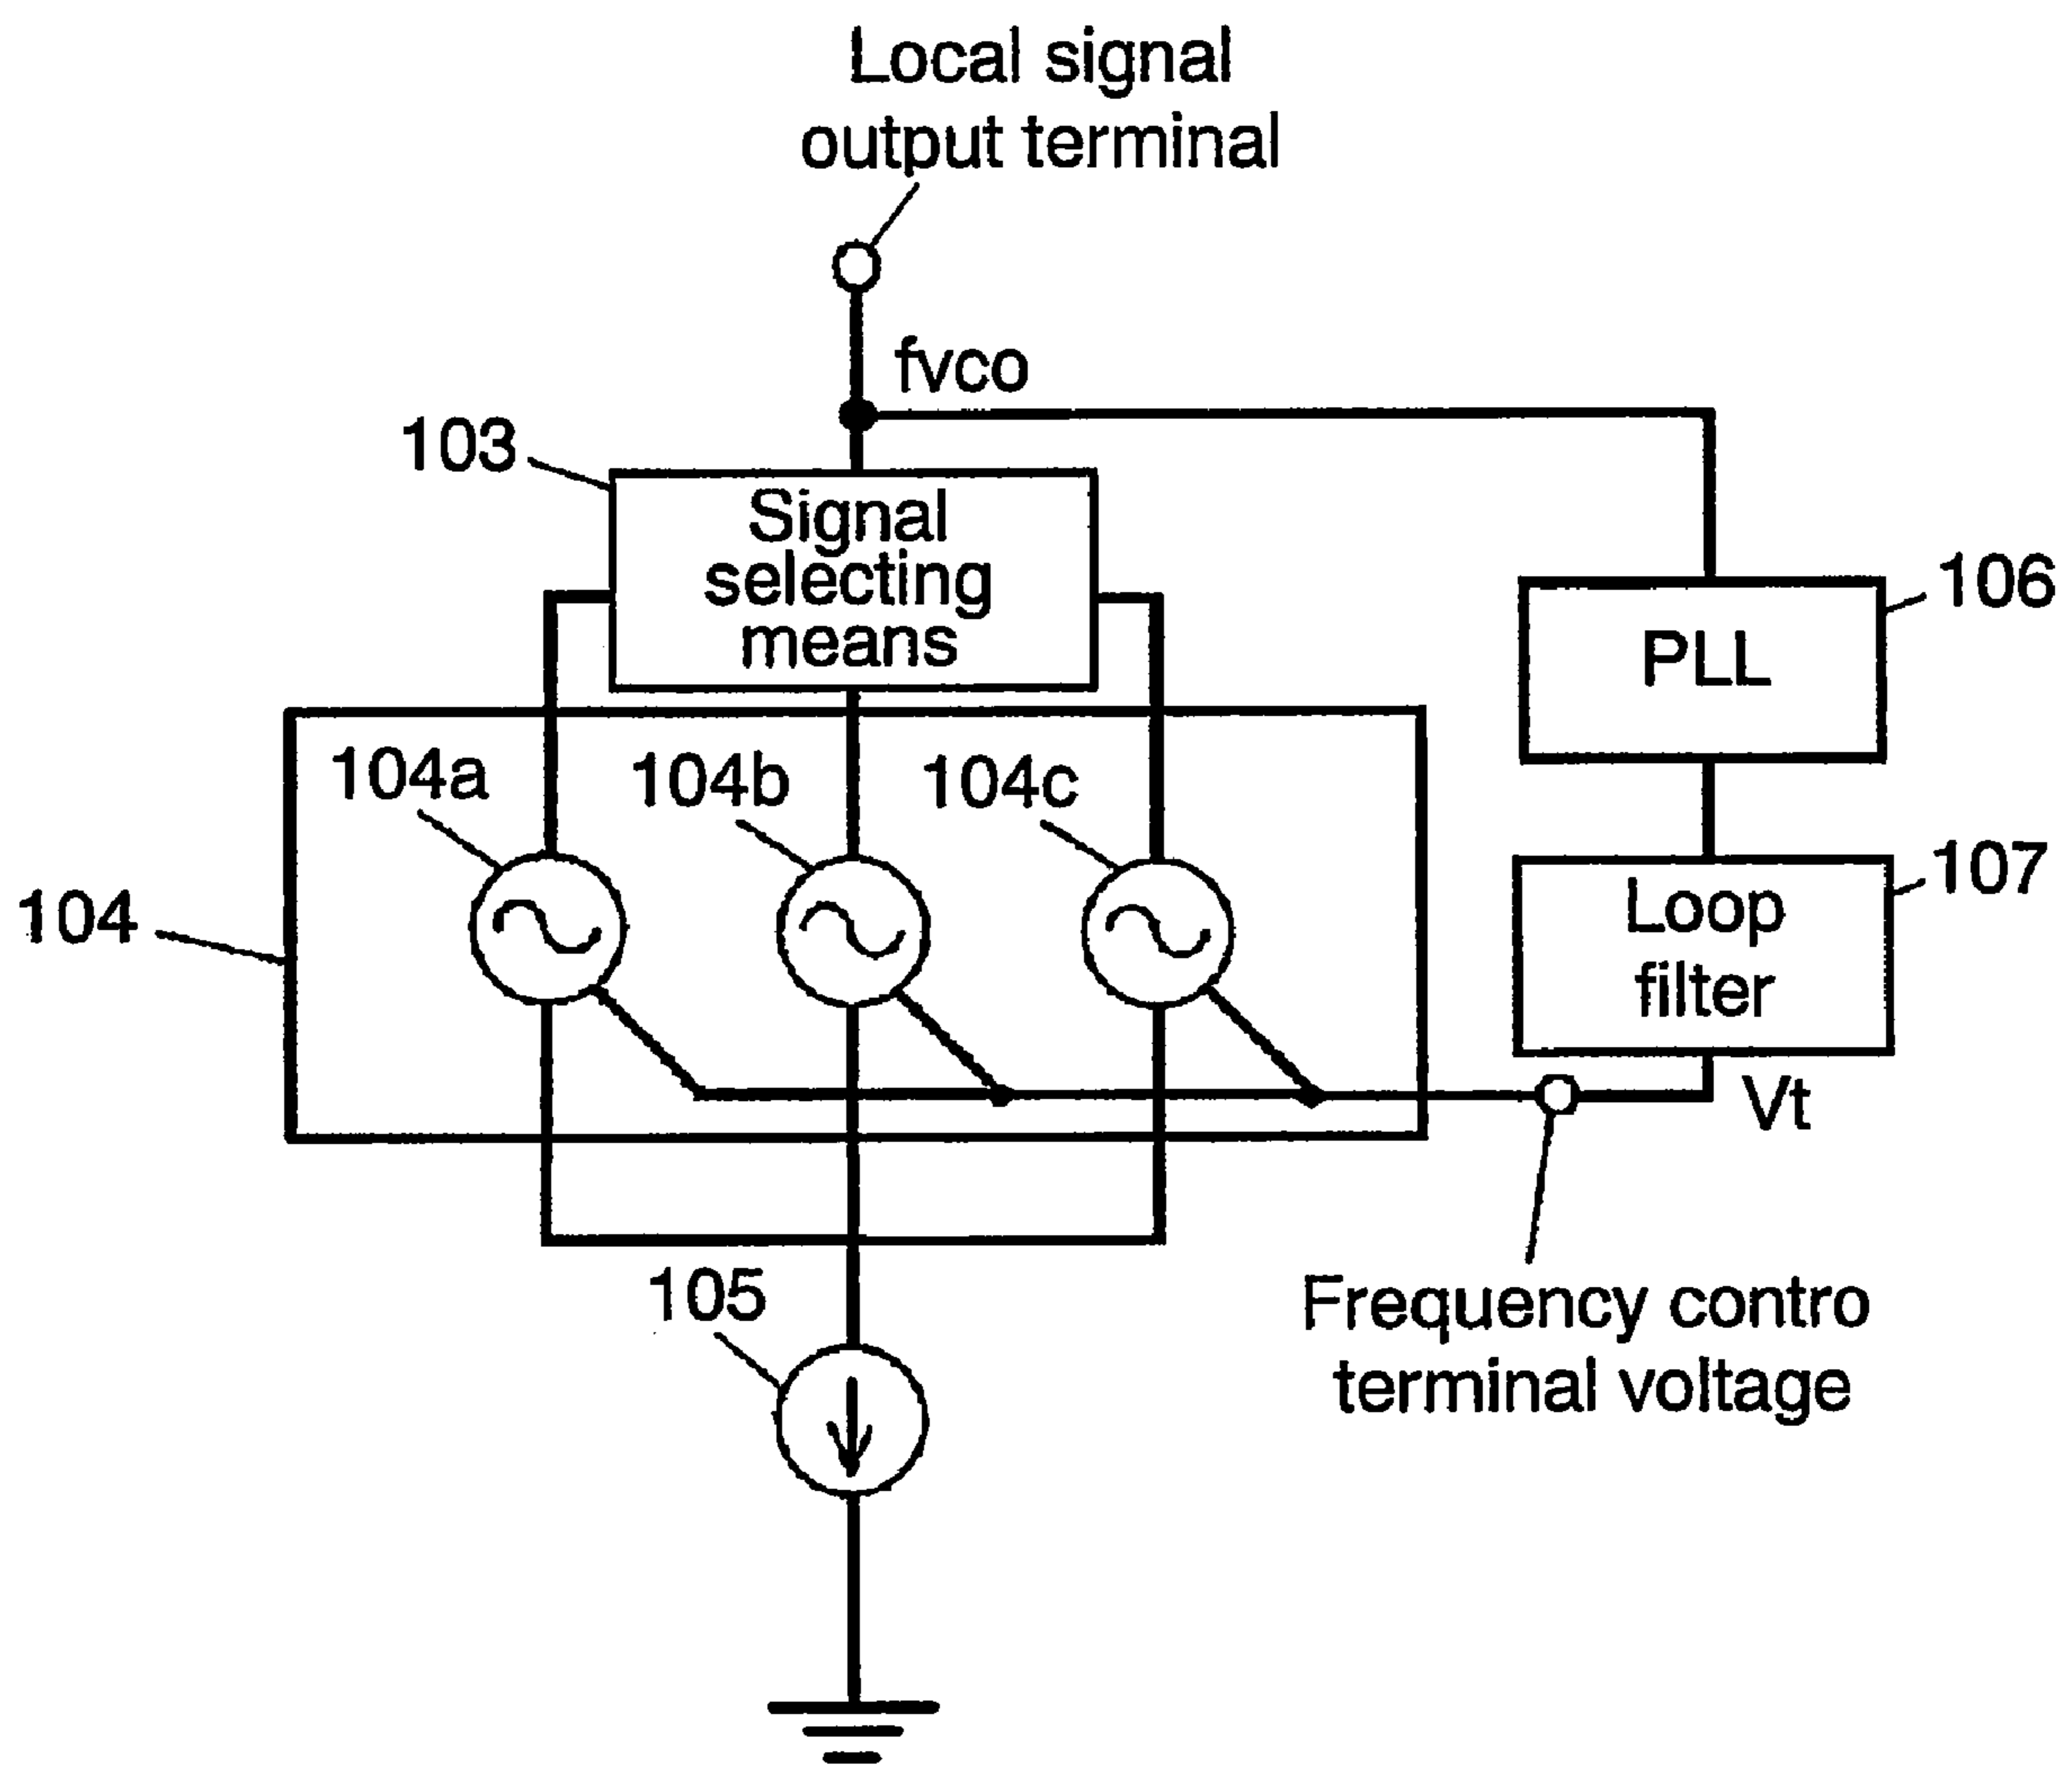 Local signal
output terminal
fvco
103
Signal
selecting
means
106
PLL
104a
104b
104c
107
Loop
filter
104
Vt
105
Frequency contro
terminal voltage